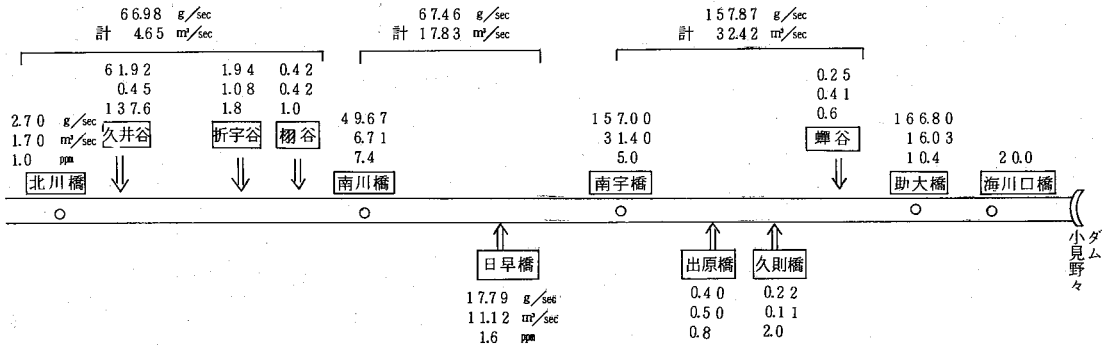 66.98 g/sec
計 4.65 m³/sec
67.46 g/sec
計 17.83 m³/sec
157.87 g/sec
計 32.42 m³/sec
2.70 g/sec
1.70 m³/sec
1.0 ppm
北川橋
61.92
0.45
137.6
久井谷
1.94
1.08
1.8
折宇谷
0.42
0.42
1.0
栩谷
49.67
6.71
7.4
南川橋
157.00
31.40
5.0
南宇橋
0.25
0.41
0.6
蟬谷
166.80
16.03
10.4
助大橋
20.0
海川口橋
日早橋
17.79 g/sec
11.12 m³/sec
1.6 ppm
出原橋
0.40
0.50
0.8
久則橋
0.22
0.11
2.0
小見野々
ダム